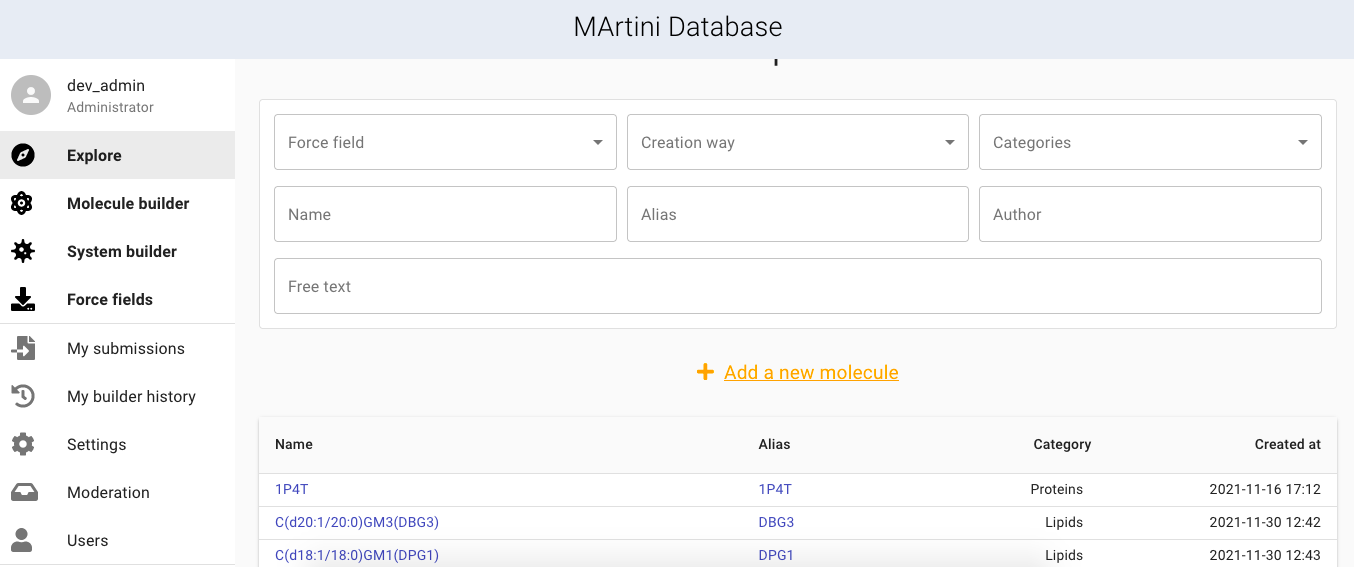 MArtini Database
dev_admin
Administrator
Explore
Molecule builder
System builder
Force fields
My submissions
My builder history
Settings
Moderation
Users
Force field Creation way Categories
Name Alias Author
Free text
Add a new molecule
Name Alias Category Created at
1P4T 1P4T Proteins 2021-11-16 17:12
C(d20:1/20:0)GM3(DBG3) DBG3 Lipids 2021-11-30 12:42
C(d18:1/18:0)GM1(DPG1) DPG1 Lipids 2021-11-30 12:43